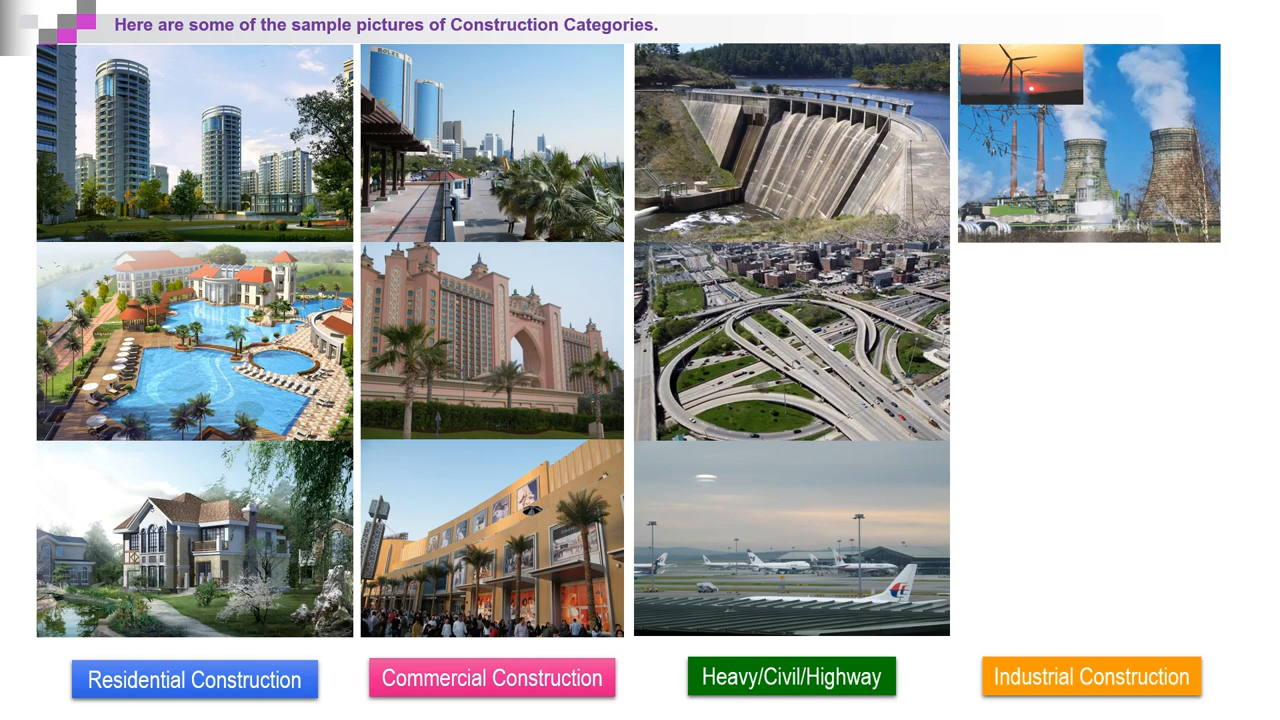 Here are some of the sample pictures of Construction Categories.
Residential Construction
Commercial Construction
Heavy/Civil/Highway
Industrial Construction